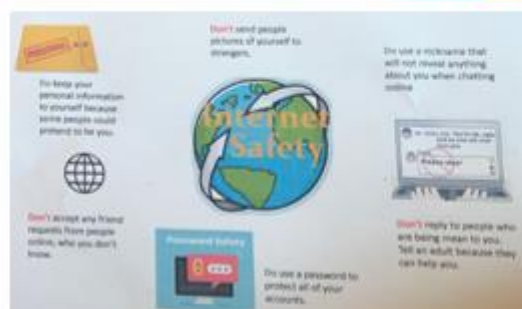 Don't send people
pictures of yourself to
strangers.
Do use a nickname that
will not reveal anything
about you when chatting
online
Do keep your
personal information
to yourself because
some people could
pretend to be you.
Internet
Safety
Don't accept any friend
requests from people
online, who you don't
know.
Password Safety
Do use a password to
protect all of your
accounts.
Don't reply to people who
are being mean to you.
Tell an adult because they
can help you.